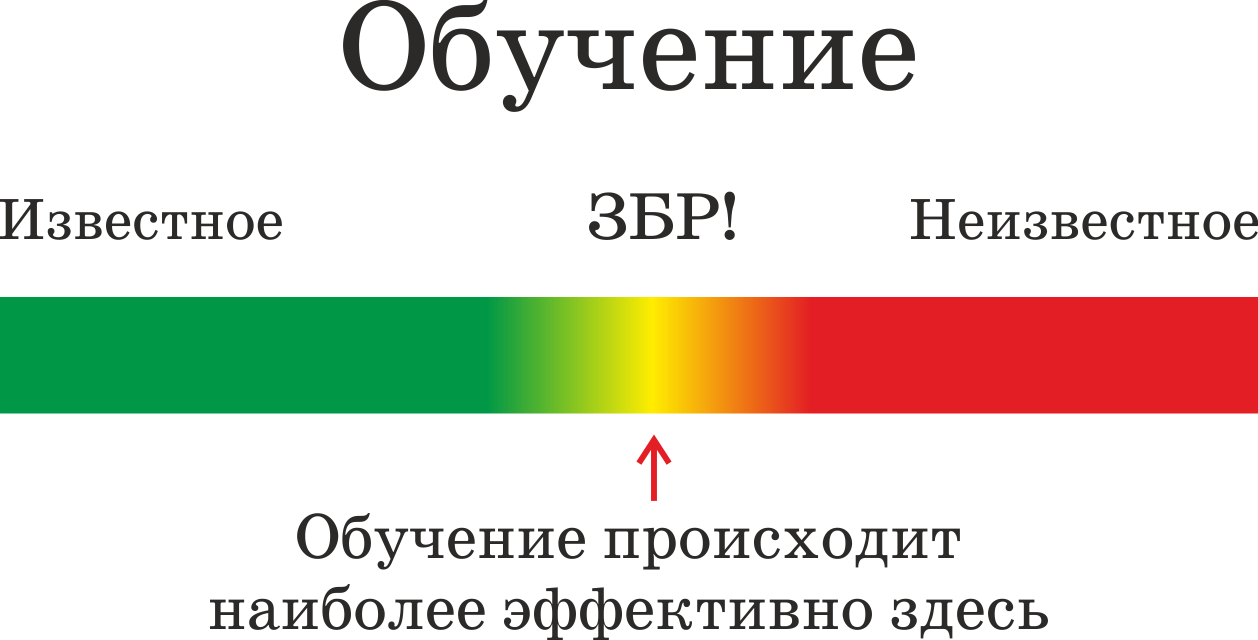 Обучение
Известное ЗБР! Неизвестное
Обучение происходит
наиболее эффективно здесь